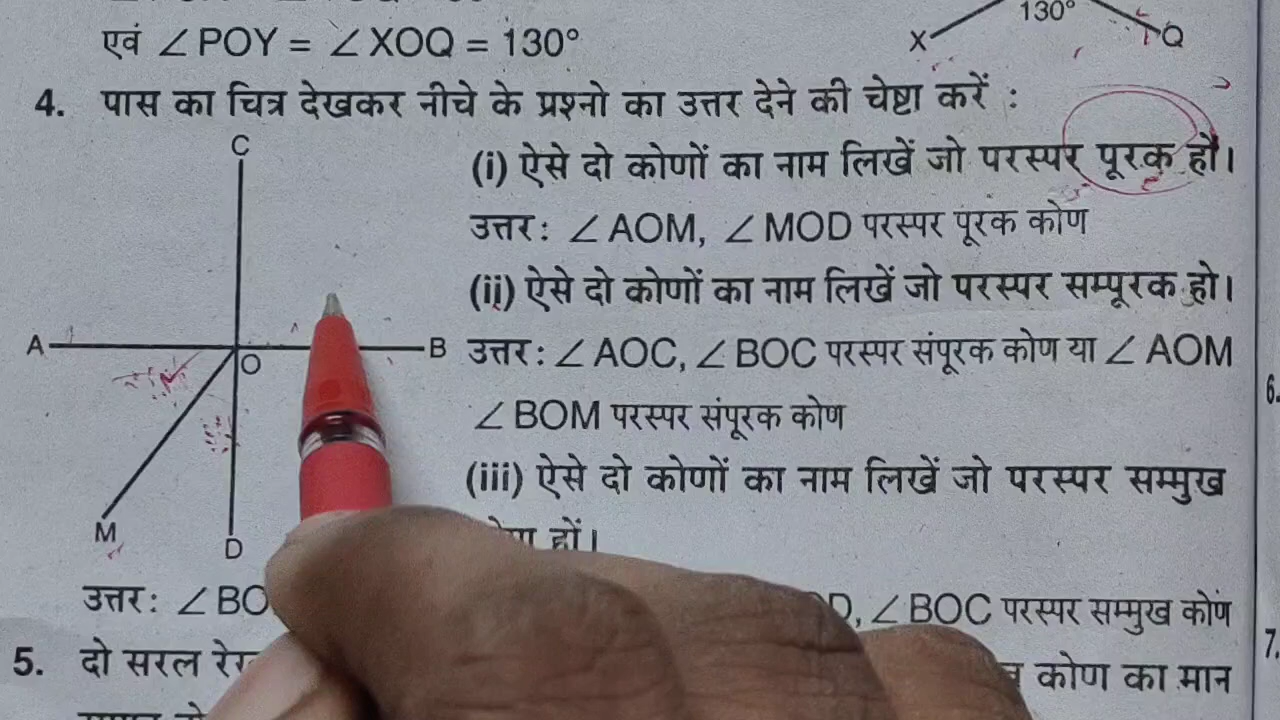 एवं ∠POY = ∠XOQ = 130°
130°
X
Q
4. पास का चित्र देखकर नीचे के प्रश्नो का उत्तर देने की चेष्टा करें :
C
(i) ऐसे दो कोणों का नाम लिखें जो परस्पर पूरक हो।
उत्तर: ∠AOM, ∠MOD परस्पर पूरक कोण
(ii) ऐसे दो कोणों का नाम लिखें जो परस्पर सम्पूरक हो।
A
O
B
उत्तर: ∠AOC, ∠BOC परस्पर संपूरक कोण या ∠AOM
∠BOM परस्पर संपूरक कोण
(iii) ऐसे दो कोणों का नाम लिखें जो परस्पर सम्मुख
हों।
M
D
उत्तर: ∠BO
∠BOC परस्पर सम्मुख कोण
5. दो सरल
कोण का मान
6.
7.